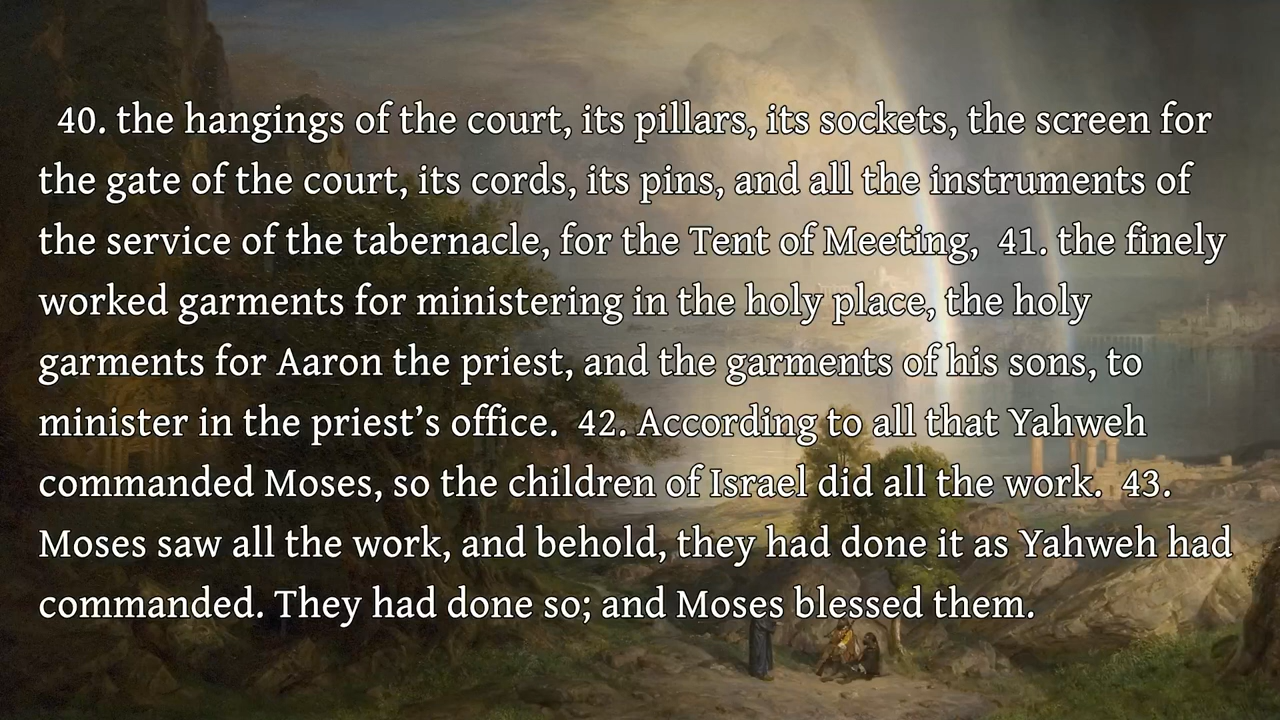 40. the hangings of the court, its pillars, its sockets, the screen for
the gate of the court, its cords, its pins, and all the instruments of
the service of the tabernacle, for the Tent of Meeting,  41. the finely
worked garments for ministering in the holy place, the holy
garments for Aaron the priest, and the garments of his sons, to
minister in the priest’s office.  42. According to all that Yahweh
commanded Moses, so the children of Israel did all the work.  43.
Moses saw all the work, and behold, they had done it as Yahweh had
commanded. They had done so; and Moses blessed them.